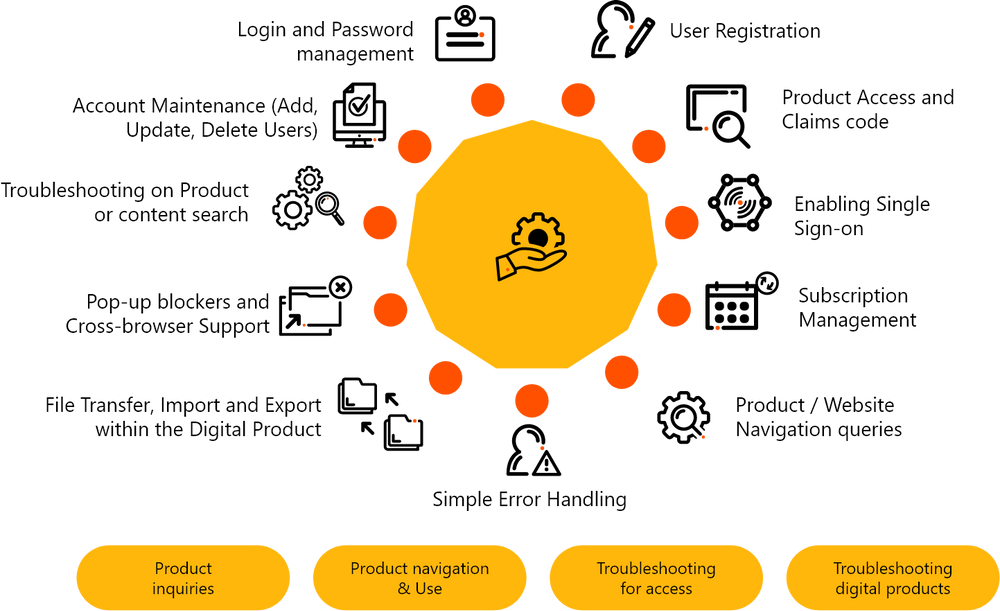 Login and Password
management
User Registration
Account Maintenance (Add,
Update, Delete Users)
Product Access and
Claims code
Troubleshooting on Product
or content search
Enabling Single
Sign-on
Pop-up blockers and
Cross-browser Support
Subscription
Management
File Transfer, Import and Export
within the Digital Product
Product / Website
Navigation queries
Simple Error Handling
Product
inquiries
Product navigation
& Use
Troubleshooting
for access
Troubleshooting
digital products